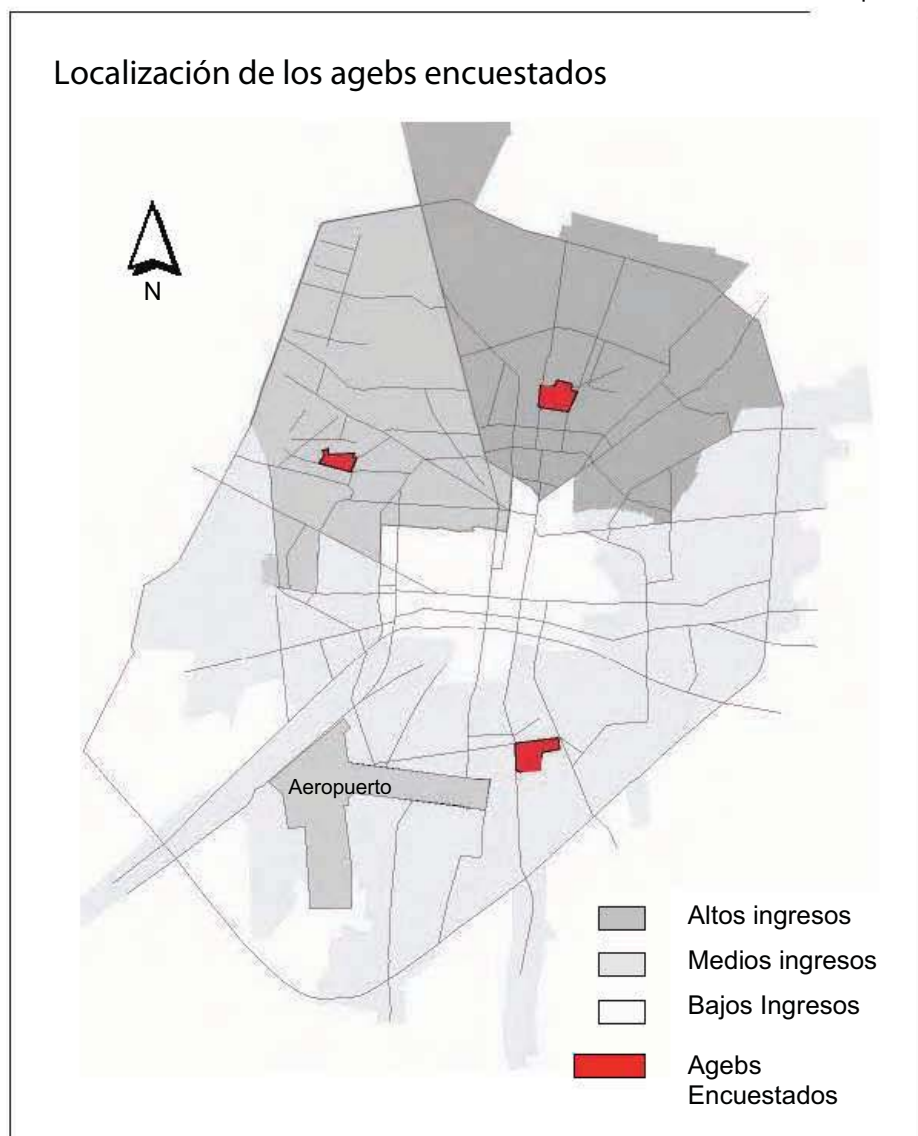 Localización de los agebs encuestados
N
Aeropuerto
Altos ingresos
Medios ingresos
Bajos Ingresos
Agebs
Encuestados